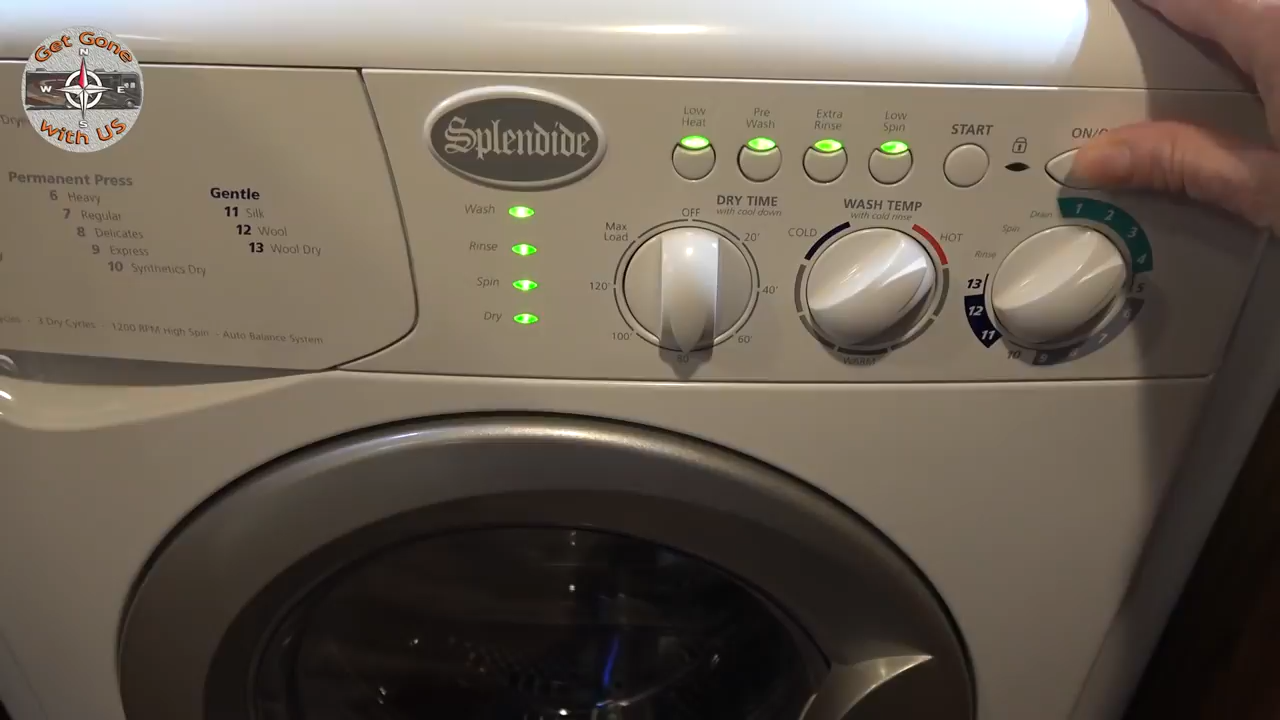 Get Gone
N
W E
S
with US
Permanent Press
6 Heavy
7 Regular
8 Delicates
9 Express
10 Synthetics Dry
Gentle
11 Silk
12 Wool
13 Wool Dry
3 Dry Cycles - 1200 RPM High Spin - Auto Balance System
Splendide
Wash
Rinse
Spin
Dry
Low Heat
Pre Wash
Extra Rinse
Low Spin
START
ON/O
DRY TIME
with cool down
OFF
20'
40'
60'
80'
100'
120'
Max Load
WASH TEMP
with cold rinse
COLD
HOT
WARM
Drain
Spin
Rinse
1
2
3
4
5
6
7
8
9
10
11
12
13